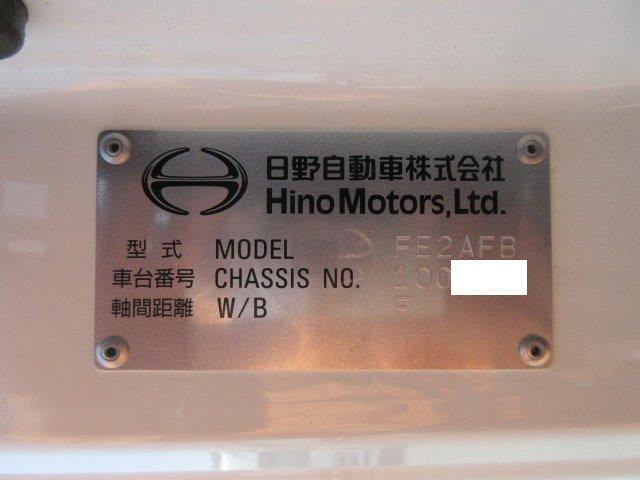 日野自動車株式会社
Hino Motors, Ltd.
型式 MODEL FE2AFB
車台番号 CHASSIS NO. 100
軸間距離 W/B F